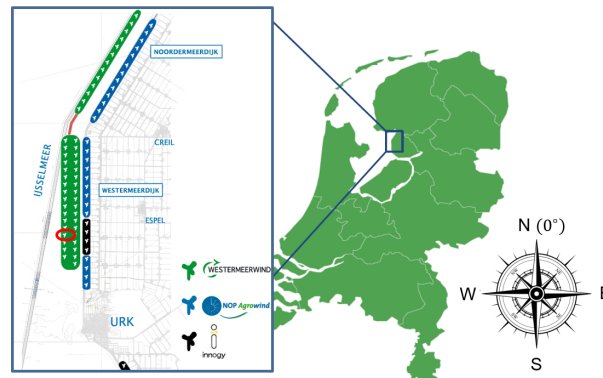 NOORDERMEERDIJK
IJSSELMEER
CREIL
WESTERMEERDIJK
ESPEL
WESTERMEERWIND
NOP Agrowind
URK
innogy
N (0°)
W
E
S